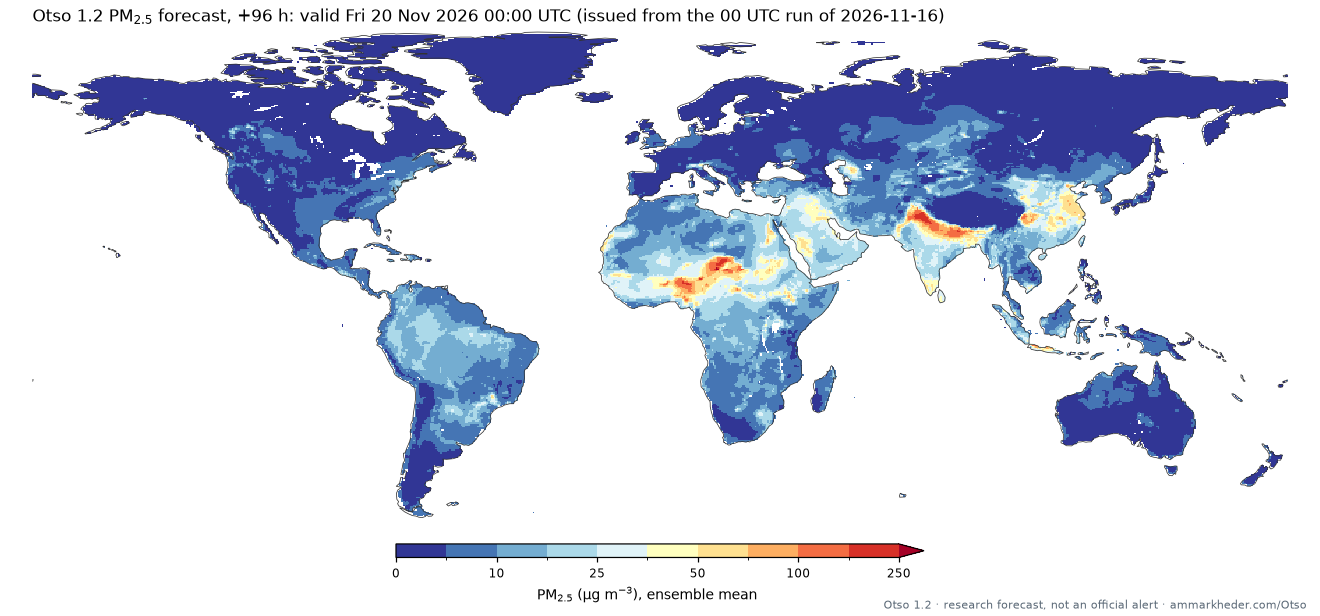 Otso 1.2 PM2.5 forecast, +96 h: valid Fri 20 Nov 2026 00:00 UTC (issued from the 00 UTC run of 2026-11-16)
0 10 25 50 100 250
PM2.5 (µg m−3), ensemble mean
Otso 1.2 · research forecast, not an official alert · ammarkheder.com/Otso